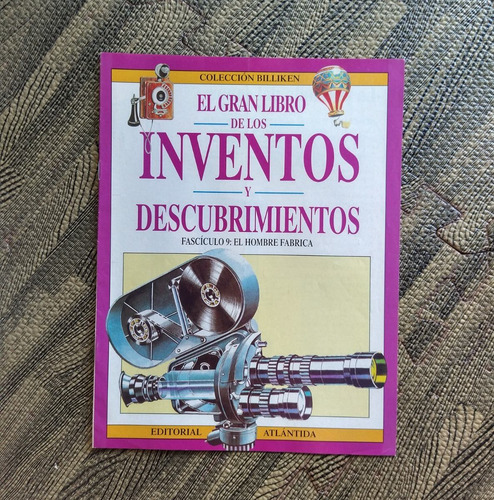 COLECCIÓN BILLIKEN
EL GRAN LIBRO
DE LOS
INVENTOS
Y
DESCUBRIMIENTOS
FASCÍCULO 9: EL HOMBRE FABRICA
EDITORIAL ATLÁNTIDA